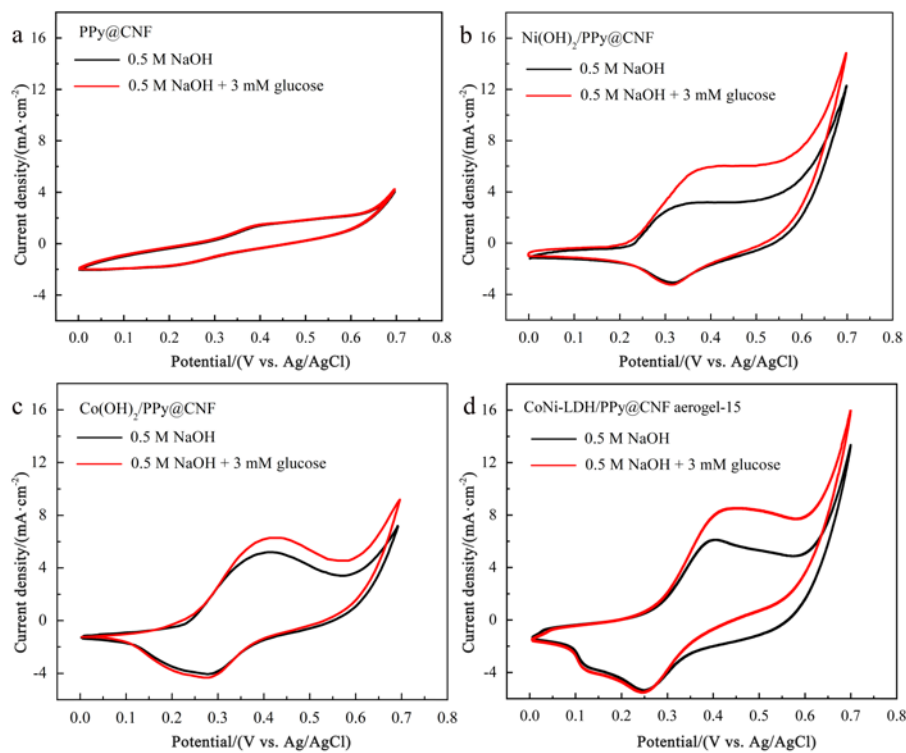 a
PPy@CNF
0.5 M NaOH
0.5 M NaOH + 3 mM glucose
16
12
8
4
0
-4
Current density/(mA·cm⁻²)
0.0 0.1 0.2 0.3 0.4 0.5 0.6 0.7 0.8
Potential/(V vs. Ag/AgCl)
b
Ni(OH)₂/PPy@CNF
0.5 M NaOH
0.5 M NaOH + 3 mM glucose
16
12
8
4
0
-4
Current density/(mA·cm⁻²)
0.0 0.1 0.2 0.3 0.4 0.5 0.6 0.7 0.8
Potential/(V vs. Ag/AgCl)
c
Co(OH)₂/PPy@CNF
0.5 M NaOH
0.5 M NaOH + 3 mM glucose
16
12
8
4
0
-4
Current density/(mA·cm⁻²)
0.0 0.1 0.2 0.3 0.4 0.5 0.6 0.7 0.8
Potential/(V vs. Ag/AgCl)
d
CoNi-LDH/PPy@CNF aerogel-15
0.5 M NaOH
0.5 M NaOH + 3 mM glucose
16
12
8
4
0
-4
Current density/(mA·cm⁻²)
0.0 0.1 0.2 0.3 0.4 0.5 0.6 0.7 0.8
Potential/(V vs. Ag/AgCl)